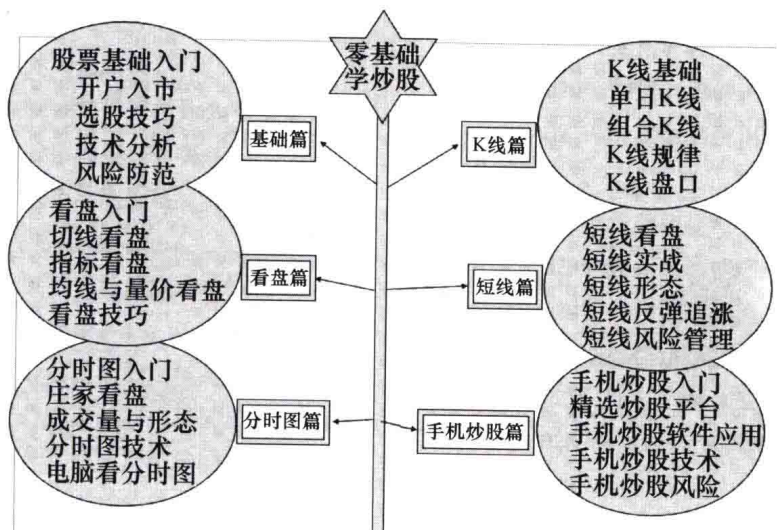 零基础
学炒股
股票基础入门
开户入市
选股技巧
技术分析
风险防范
基础篇
K线篇
K线基础
单日K线
组合K线
K线规律
K线盘口
看盘入门
切线看盘
指标看盘
均线与量价看盘
看盘技巧
看盘篇
短线篇
短线看盘
短线实战
短线形态
短线反弹追涨
短线风险管理
分时图入门
庄家看盘
成交量与形态
分时图技术
电脑看分时图
分时图篇
手机炒股篇
手机炒股入门
精选炒股平台
手机炒股软件应用
手机炒股技术
手机炒股风险